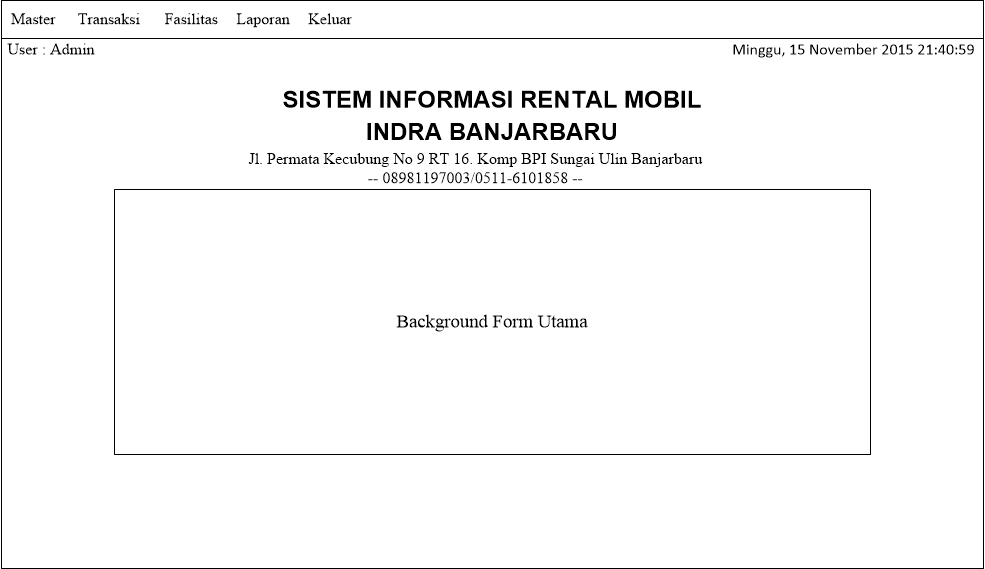 Master Transaksi Fasilitas Laporan Keluar
User : Admin Minggu, 15 November 2015 21:40:59
SISTEM INFORMASI RENTAL MOBIL
INDRA BANJARBARU
Jl. Permata Kecubung No 9 RT 16. Komp BPI Sungai Ulin Banjarbaru
-- 08981197003/0511-6101858 --
Background Form Utama